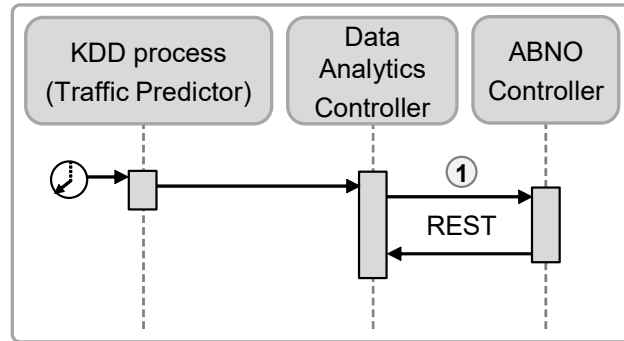 KDD process
(Traffic Predictor)
Data
Analytics
Controller
ABNO
Controller
1
REST